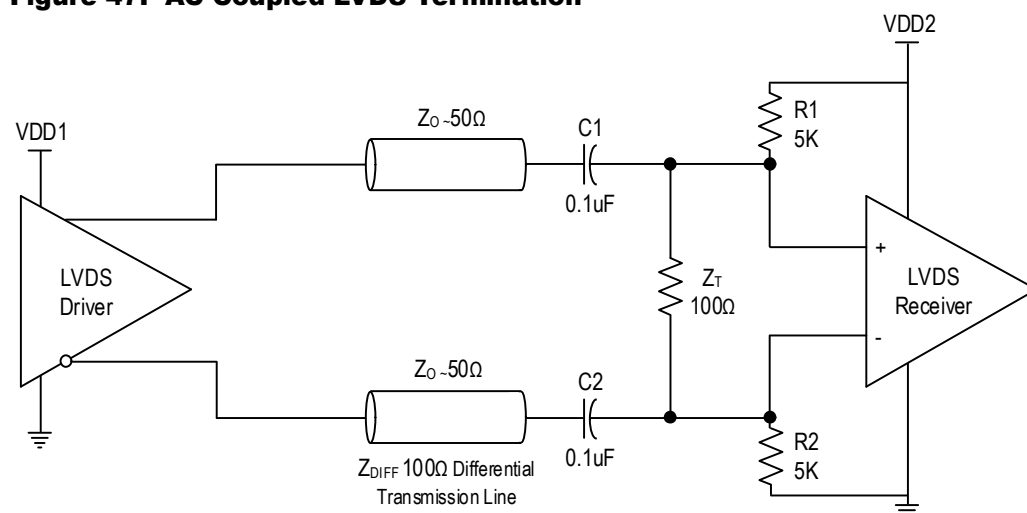 Figure 47. AC Coupled LVDS Termination
VDD2
VDD1
ZO ~50Ω
C1
0.1uF
R1
5K
LVDS
Driver
ZT
100Ω
+
-
LVDS
Receiver
ZO ~50Ω
C2
0.1uF
R2
5K
ZDIFF 100Ω Differential
Transmission Line